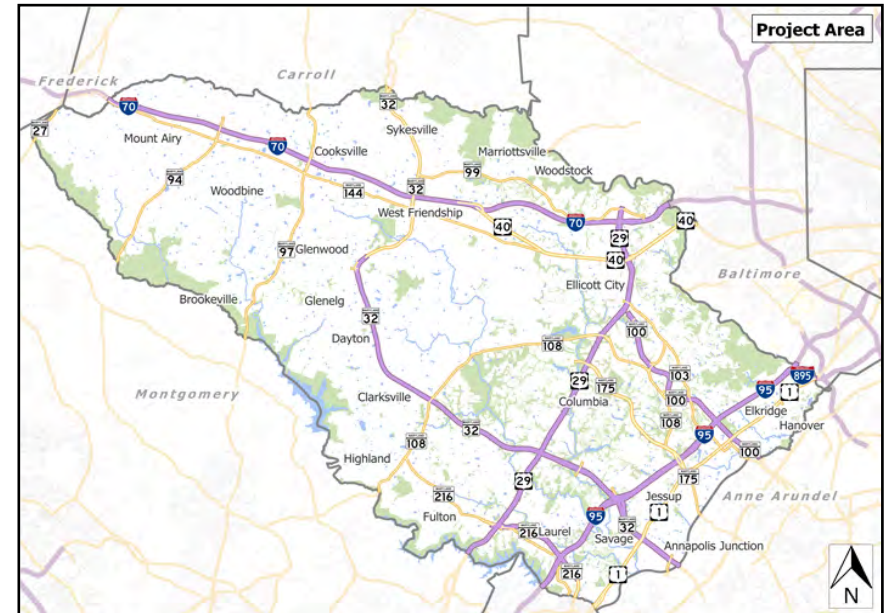 Project Area
Frederick
Carroll
70
32
27
Mount Airy
Sykesville
70
Cooksville
Marriottsville
94
99
Woodstock
Woodbine
144
32
West Friendship
70
40
40
29
97
Glenwood
40
Baltimore
Ellicott City
Brookeville
Glenelg
32
Dayton
100
108
103
95
895
29
175
1
Montgomery
Clarksville
Columbia
100
Elkridge
32
108
95
Hanover
108
100
Highland
175
29
216
Jessup
Anne Arundel
Fulton
95
1
32
216
Laurel
Savage
Annapolis Junction
216
1
N